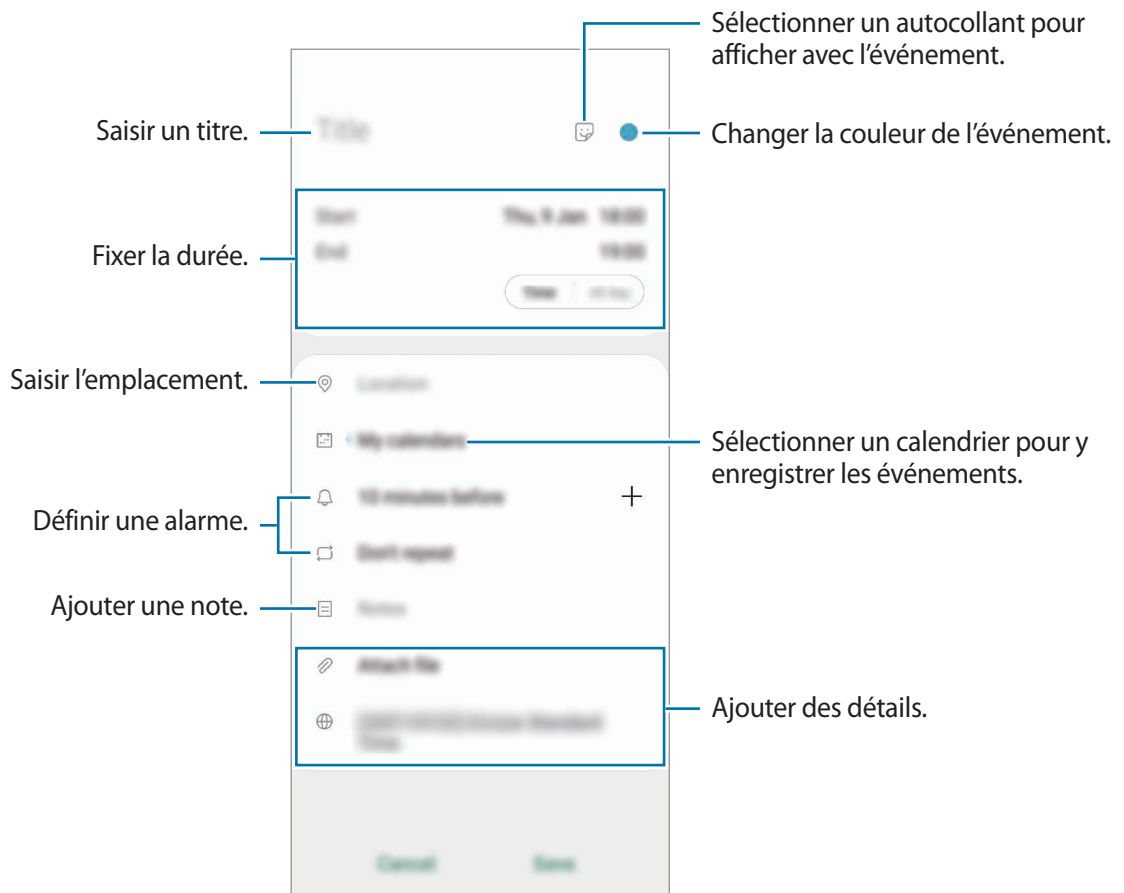 Sélectionner un autocollant pour
afficher avec l'événement.
Saisir un titre.
Title
Changer la couleur de l'événement.
Start
Thu, 9 Jan 18:00
Fixer la durée.
End
19:00
Time
Saisir l'emplacement.
Location
My calendars
Sélectionner un calendrier pour y
enregistrer les événements.
10 minutes before
Définir une alarme.
Don't repeat
Ajouter une note.
Notes
Attach file
Ajouter des détails.
Time
Cancel
Save